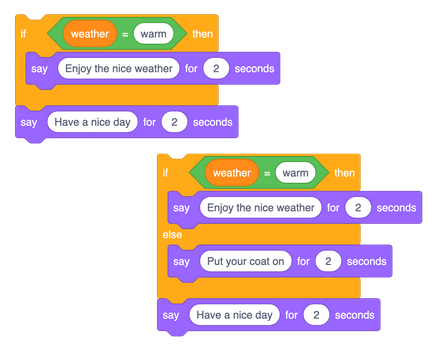 if weather = warm then
say Enjoy the nice weather for 2 seconds
say Have a nice day for 2 seconds
if weather = warm then
say Enjoy the nice weather for 2 seconds
else
say Put your coat on for 2 seconds
say Have a nice day for 2 seconds